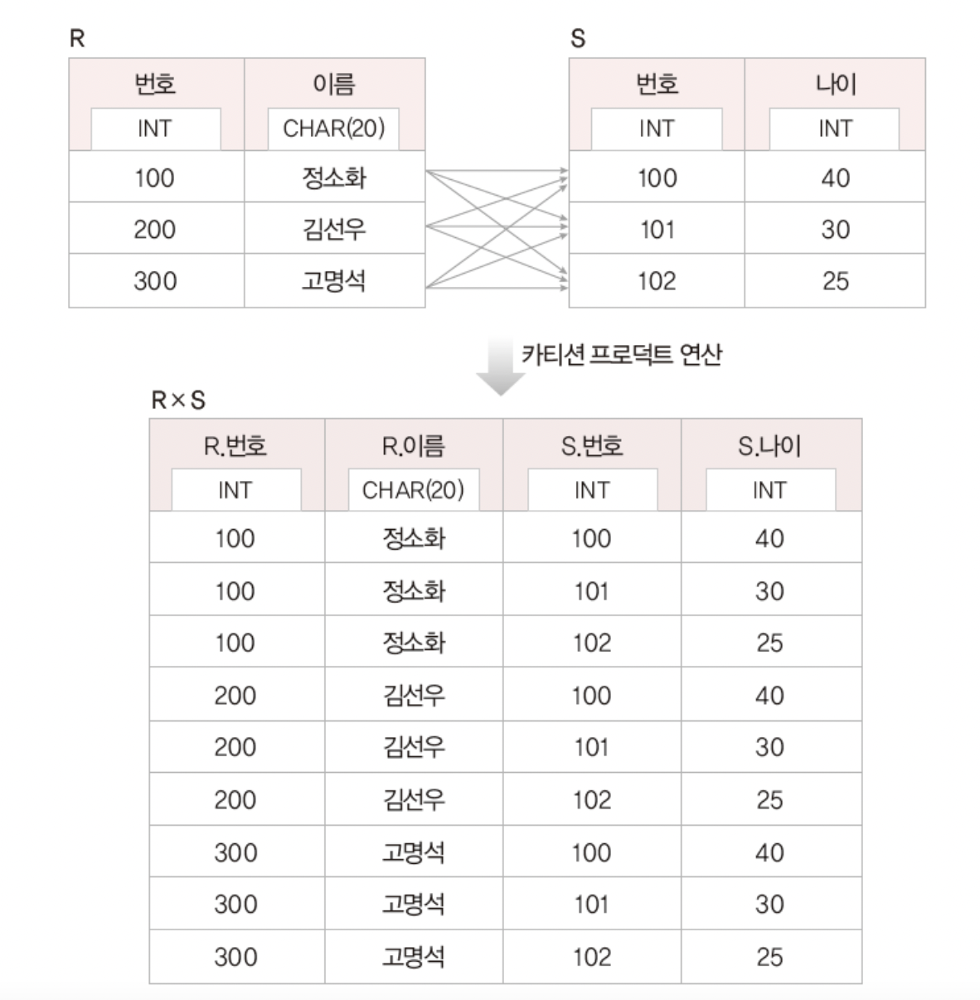 R
S
번호 이름
번호 나이
INT CHAR(20)
INT INT
100 정소화
100 40
200 김선우
101 30
300 고명석
102 25
카티션 프로덕트 연산
R×S
R.번호 R.이름 S.번호 S.나이
INT CHAR(20) INT INT
100 정소화 100 40
100 정소화 101 30
100 정소화 102 25
200 김선우 100 40
200 김선우 101 30
200 김선우 102 25
300 고명석 100 40
300 고명석 101 30
300 고명석 102 25